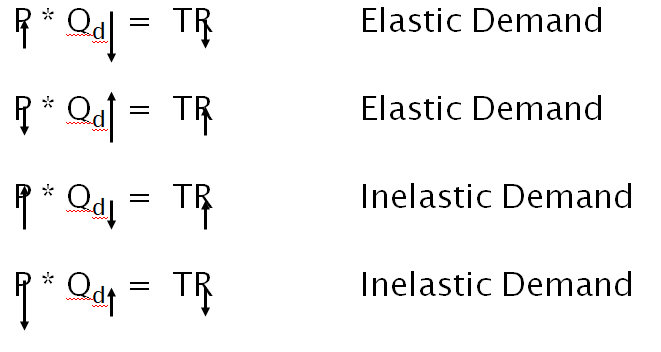 P * Qd = TR Elastic Demand
P * Qd = TR Elastic Demand
P * Qd = TR Inelastic Demand
P * Qd = TR Inelastic Demand